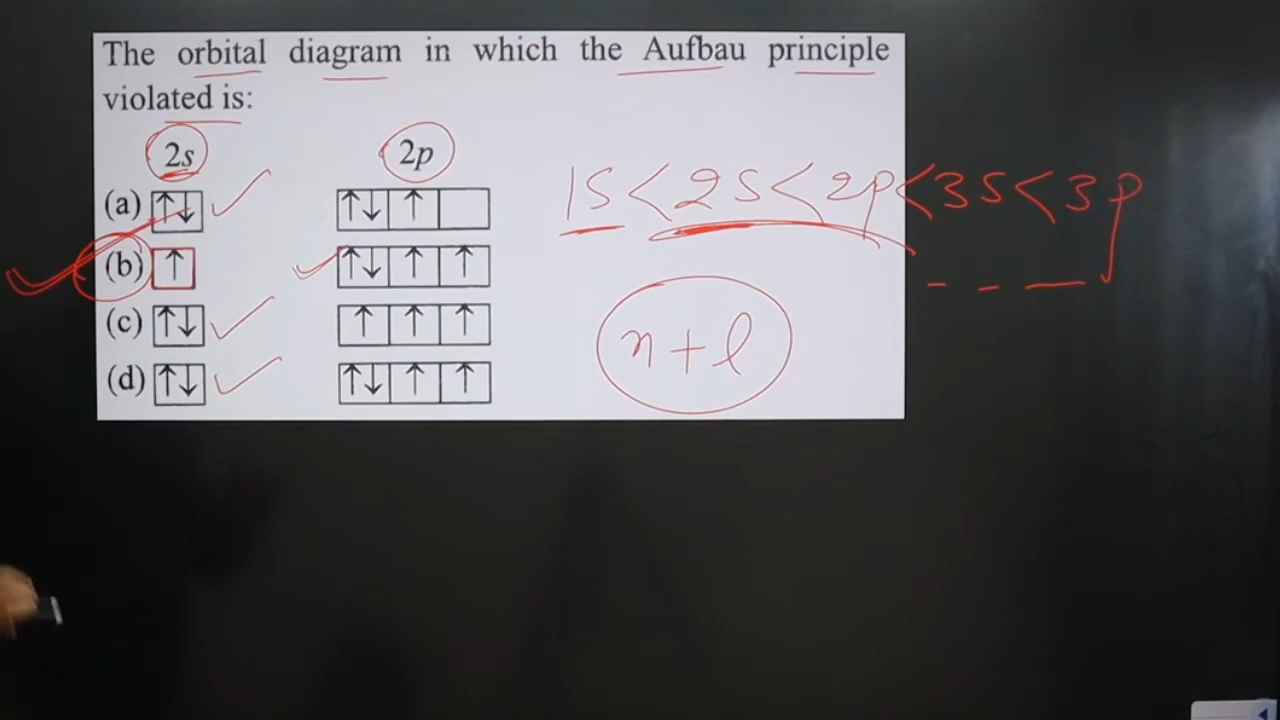 The orbital diagram in which the Aufbau principle
violated is:
2s 2p
(a) ↑↓ ↑↓ ↑
(b) ↑ ↑↓ ↑ ↑
(c) ↑↓ ↑ ↑ ↑
(d) ↑↓ ↑↓ ↑ ↑
1S < 2S < 2p < 3S < 3p
n + l